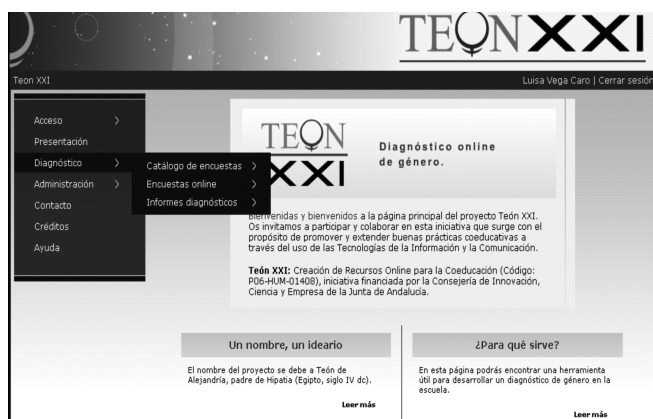 TEON XXI
Teon XXI
Luisa Vega Caro | Cerrar sesión
Acceso
Presentación
Diagnóstico
Administración
Contacto
Créditos
Ayuda
Catálogo de encuestas
Encuestas online
Informes diagnósticos
TEON
XXI
Diagnóstico online
de género.
Bienvenidas y bienvenidos a la página principal del proyecto Teón XXI.
Os invitamos a participar y colaborar en esta iniciativa que surge con el
propósito de promover y extender buenas prácticas coeducativas a
través del uso de las Tecnologías de la Información y la Comunicación.
Teón XXI: Creación de Recursos Online para la Coeducación (Código:
P06-HUM-01408), iniciativa financiada por la Consejería de Innovación,
Ciencia y Empresa de la Junta de Andalucía.
Un nombre, un ideario
El nombre del proyecto se debe a Teón de
Alejandría, padre de Hipatia (Egipto, siglo IV dc).
Leer más
¿Para qué sirve?
En esta página podrás encontrar una herramienta
útil para desarrollar un diagnóstico de género en la
escuela.
Leer más